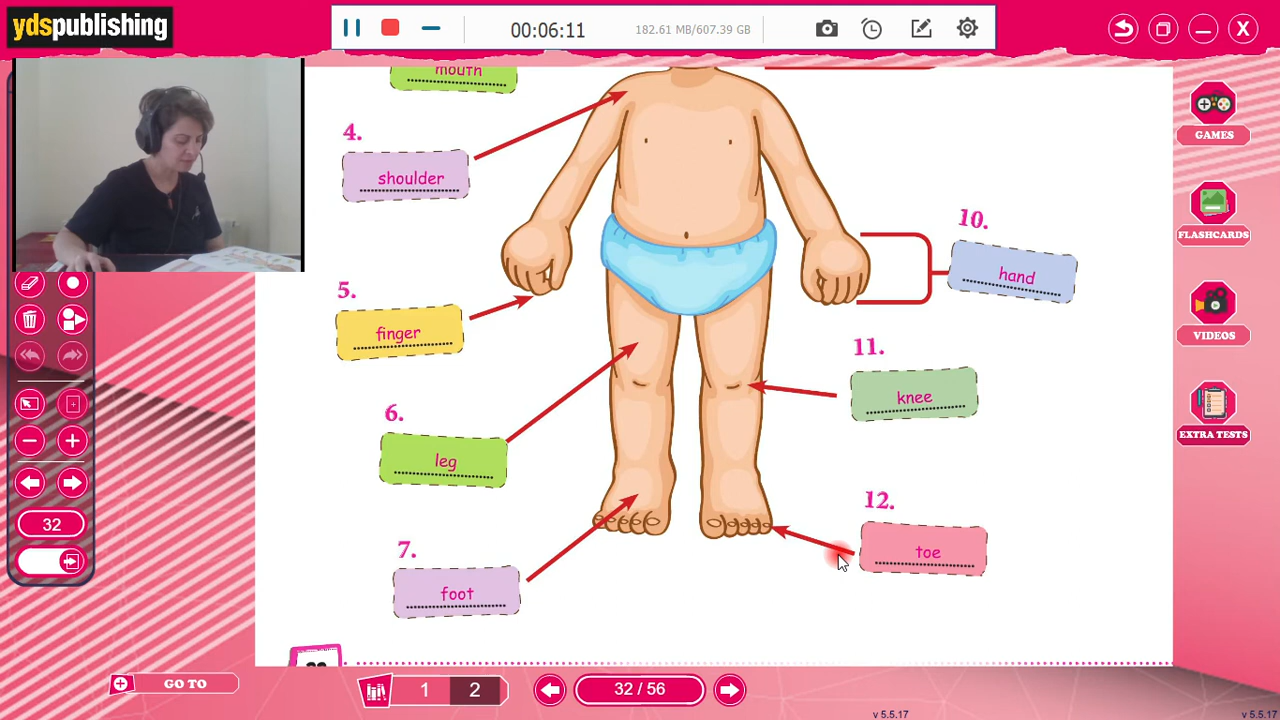 ydspublishing
00:06:11
182.61 MB/607.39 GB
X
mouth
4.
shoulder
GAMES
10.
hand
FLASHCARDS
5.
finger
VIDEOS
11.
knee
6.
leg
EXTRA TESTS
12.
toe
32
7.
foot
GO TO
1
2
32 / 56
v 5.5.17
v 5.5.17